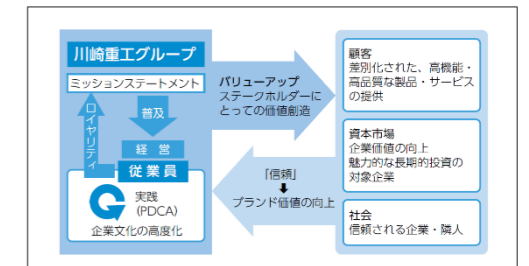 川崎重工グループ
ミッションステートメント
ロイヤリティ
普及
経営
従業員
実践
(PDCA)
企業文化の高度化
バリューアップ
ステークホルダーに
とっての価値創造
「信頼」
ブランド価値の向上
顧客
差別化された、高機能・
高品質な製品・サービス
の提供
資本市場
企業価値の向上
魅力的な長期的投資の
対象企業
社会
信頼される企業・隣人